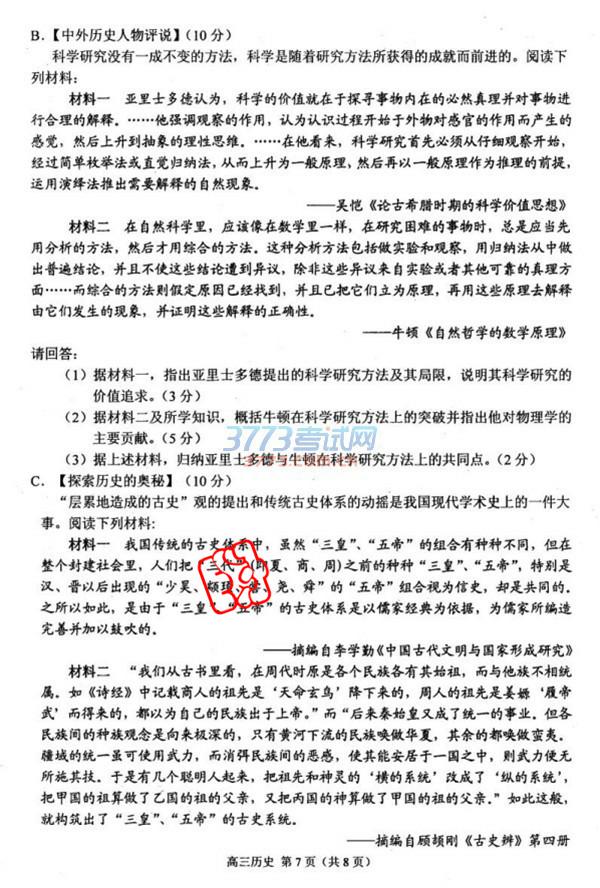 B.【中外历史人物评说】(10分)
科学研究没有一成不变的方法，科学是随着研究方法所获得的成就而前进的。阅读下
列材料：
材料一 亚里士多德认为，科学的价值就在于探寻事物内在的必然真理并对事物进
行合理的解释。……他强调观察的作用，认为认识过程开始于外物对感官的作用而产生的
感觉，然后上升到抽象的理性思维。……在他看来，科学研究首先必须从仔细观察开始，
经过简单枚举法或直觉归纳法，从而上升为一般原理，然后再以一般原理作为推理的前提，
运用演绎法推出需要解释的自然现象。
——吴恺《论古希腊时期的科学价值思想》
材料二 在自然科学里，应该像在数学里一样，在研究困难的事物时，总是应当先
用分析的方法，然后才用综合的方法。这种分析方法包括做实验和观察，用归纳法从中做
出普遍结论，并且不使这些结论遭到异议，除非这些异议来自实验或者其他可靠的真理方
面……而综合的方法则假定原因已经找到，并且已把它们立为原理，再用这些原理去解释
由它们发生的现象，并证明这些解释的正确性。
——牛顿《自然哲学的数学原理》
请回答：
(1) 据材料一，指出亚里士多德提出的科学研究方法及其局限，说明其科学研究的
价值追求。(3分)
(2) 据材料二及所学知识，概括牛顿在科学研究方法上的突破并指出他对物理学的
主要贡献。(5分)
3773考试网
(3) 据上述材料，归纳亚里士多德与牛顿在科学研究方法上的共同点。(2分)
C. 【探索历史的奥秘】(10分)
“层累地造成的古史”观的提出和传统古史体系的动摇是我国现代学术史上的一件大
事。阅读下列材料：
材料一 我国传统的古史体系中，虽然“三皇”、“五帝”的组合有种种不同，但在
整个封建社会里，人们把“三代”(即夏、商、周)之前的种种“三皇”、“五帝”，特别是
汉、晋以后出现的“少昊、颛顼、喾、尧、舜”的“五帝”组合视为信史，却是共同的。
之所以如此，是由于“三皇”“五帝”的古史体系是以儒家经典为依据，为儒家所编造
完善并加以鼓吹的。
——摘编自李学勤《中国古代文明与国家形成研究》
材料二 “我们从古书里看，在周代时原是各个民族各有其始祖，而与他族不相统
属。如《诗经》中记载商人的祖先是‘天命玄鸟’降下来的，周人的祖先是姜嫄‘履帝
武’而得来的，都以为自己的民族出于上帝。”而“后来秦始皇又成了统一的事业。但各
民族间的种族观念是向来极深的，只有黄河下流的民族唤做华夏，其余的都唤做蛮夷。
疆域的统一虽可使用武力，而消弭民族间的恶感，使其能安居于一国之中，则武力便无
所施其技。于是有几个聪明人起来，把祖先和神灵的‘横的系统’改成了‘纵的系统’，
把甲国的祖算做了乙国的祖的父亲，又把丙国的神算做了甲国的祖的父亲。”如此这般，
就构筑出了“三皇”、“五帝”的古史系统。
——摘编自顾颉刚《古史辨》第四册
高三历史 第7页（共8页）